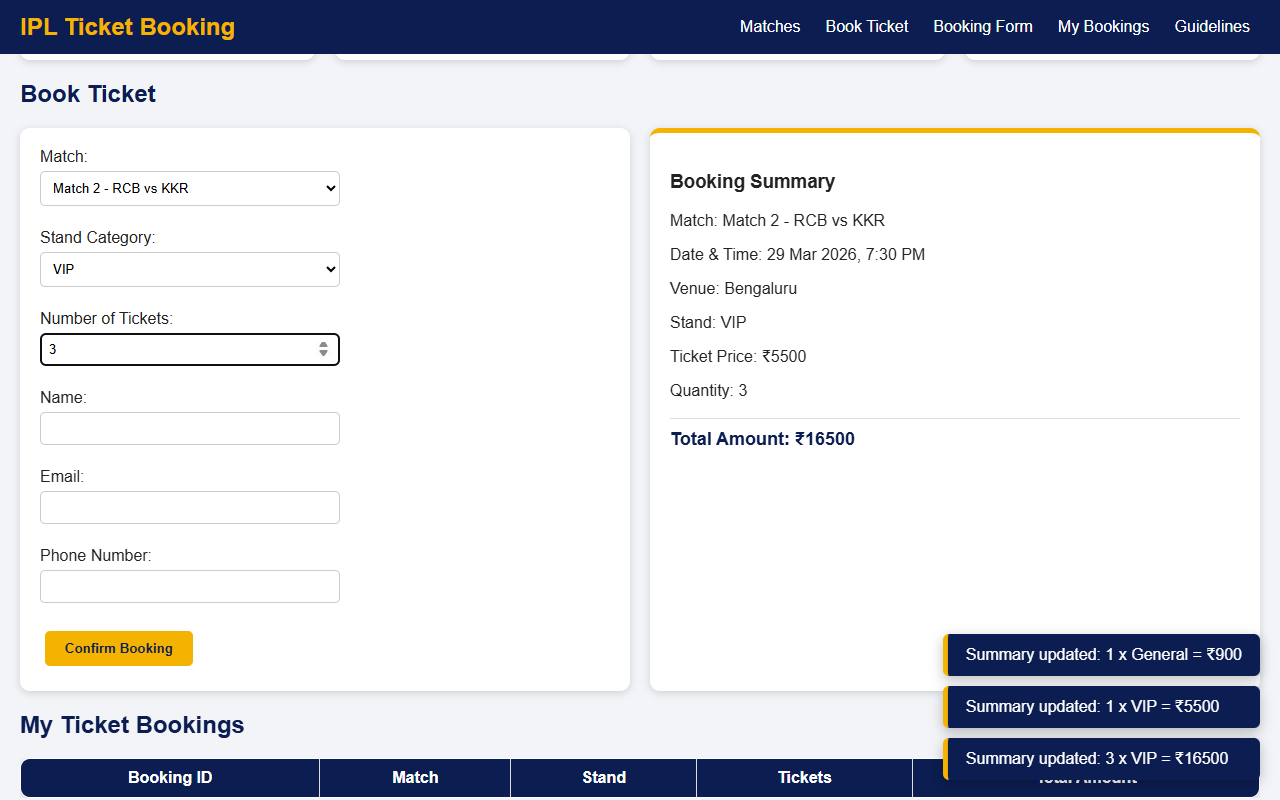 IPL Ticket Booking
Matches Book Ticket Booking Form My Bookings Guidelines
Book Ticket
Match:
Match 2 - RCB vs KKR
Stand Category:
VIP
Number of Tickets:
3
Name:
Email:
Phone Number:
Confirm Booking
Booking Summary
Match: Match 2 - RCB vs KKR
Date & Time: 29 Mar 2026, 7:30 PM
Venue: Bengaluru
Stand: VIP
Ticket Price: ₹5500
Quantity: 3
Total Amount: ₹16500
Summary updated: 1 x General = ₹900
Summary updated: 1 x VIP = ₹5500
Summary updated: 3 x VIP = ₹16500
My Ticket Bookings
Booking ID Match Stand Tickets Total Amount